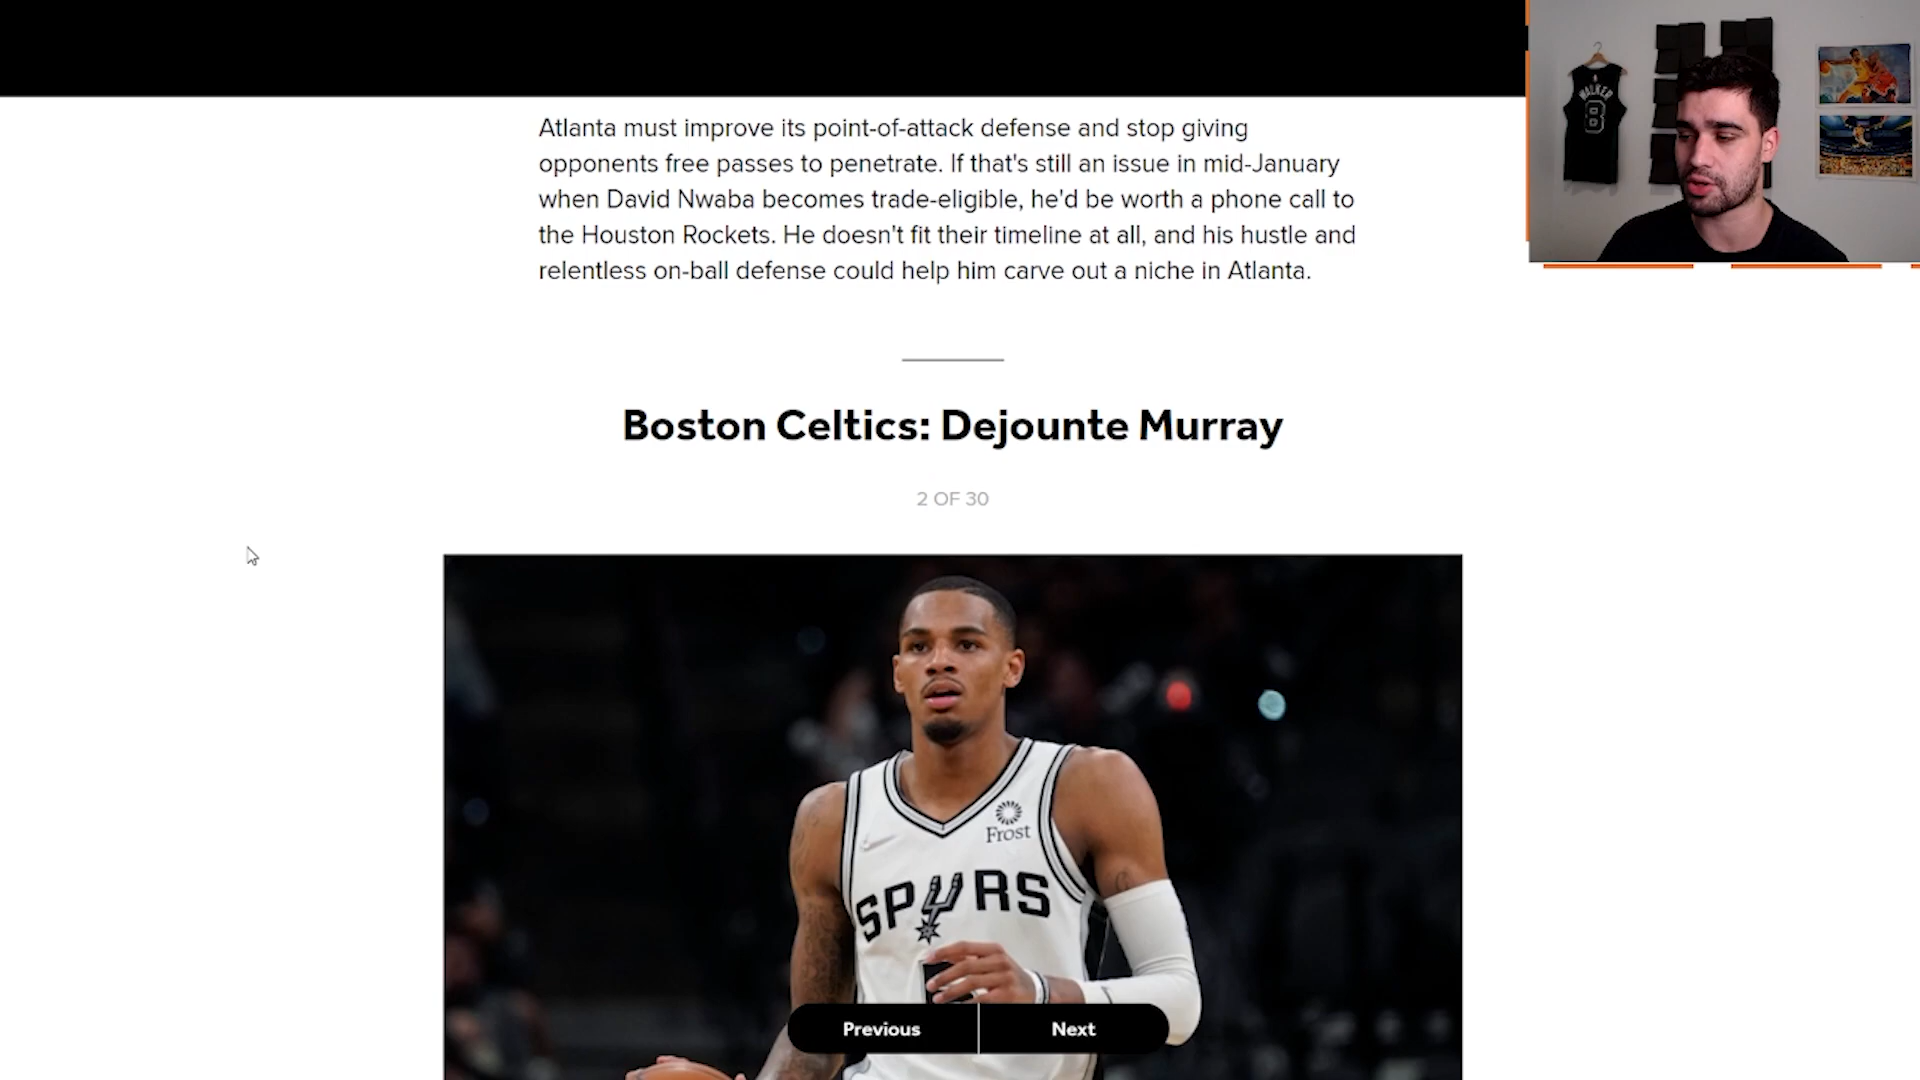 Atlanta must improve its point-of-attack defense and stop giving
opponents free passes to penetrate. If that's still an issue in mid-January
when David Nwaba becomes trade-eligible, he'd be worth a phone call to
the Houston Rockets. He doesn't fit their timeline at all, and his hustle and
relentless on-ball defense could help him carve out a niche in Atlanta.
WALKER
8
Boston Celtics: Dejounte Murray
2 OF 30
Frost
SPURS
Previous
Next